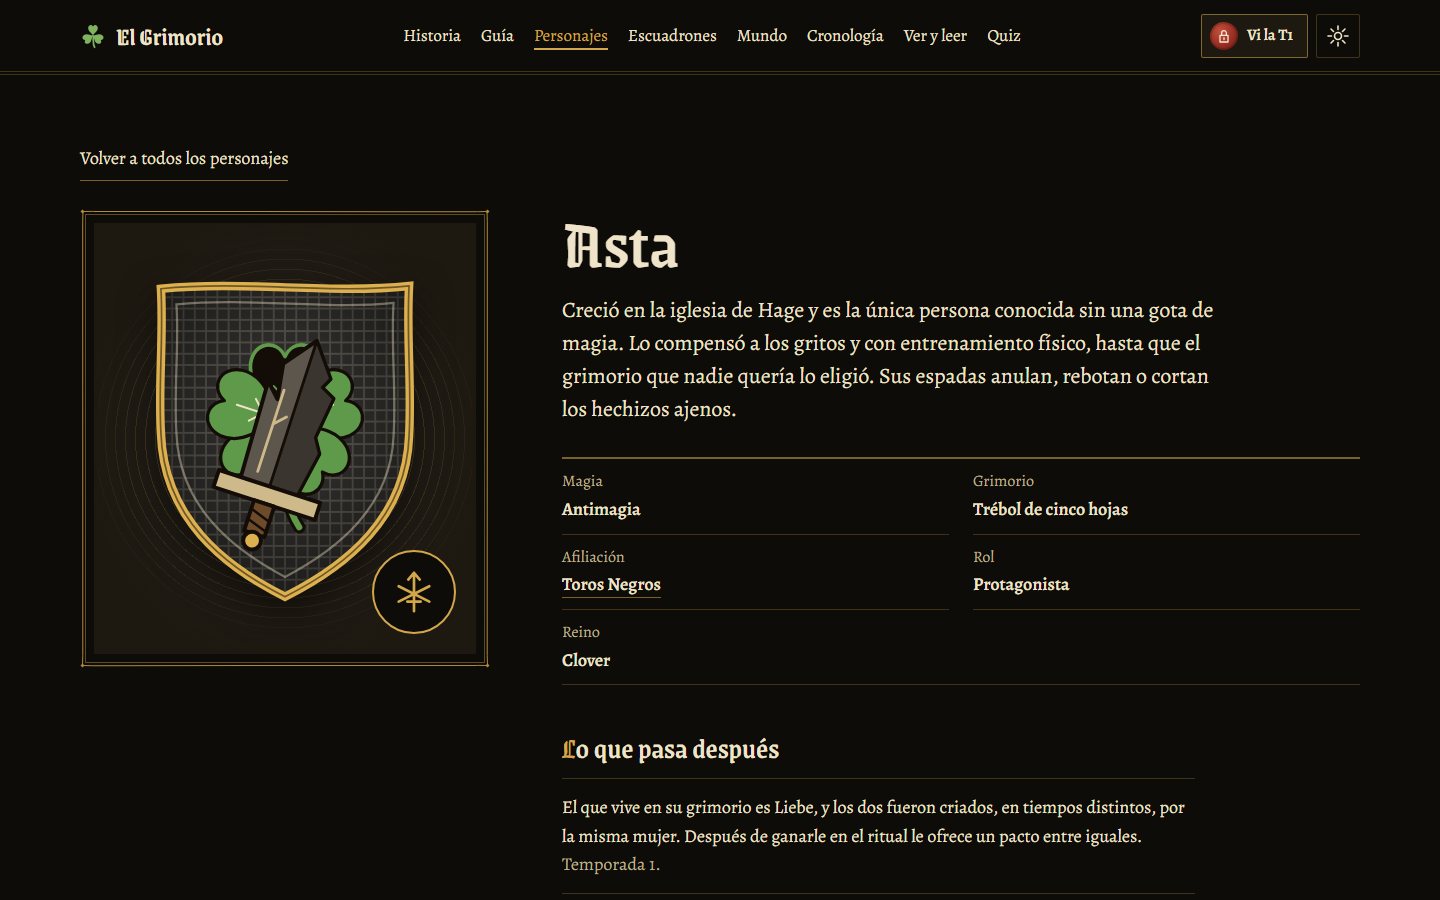 El Grimorio
Historia
Guía
Personajes
Escuadrones
Mundo
Cronología
Ver y leer
Quiz
Vi la T1
Volver a todos los personajes
Asta
Creció en la iglesia de Hage y es la única persona conocida sin una gota de
magia. Lo compensó a los gritos y con entrenamiento físico, hasta que el
grimorio que nadie quería lo eligió. Sus espadas anulan, rebotan o cortan
los hechizos ajenos.
Magia
Antimagia
Grimorio
Trébol de cinco hojas
Afiliación
Toros Negros
Rol
Protagonista
Reino
Clover
Lo que pasa después
El que vive en su grimorio es Liebe, y los dos fueron criados, en tiempos distintos, por
la misma mujer. Después de ganarle en el ritual le ofrece un pacto entre iguales.
Temporada 1.